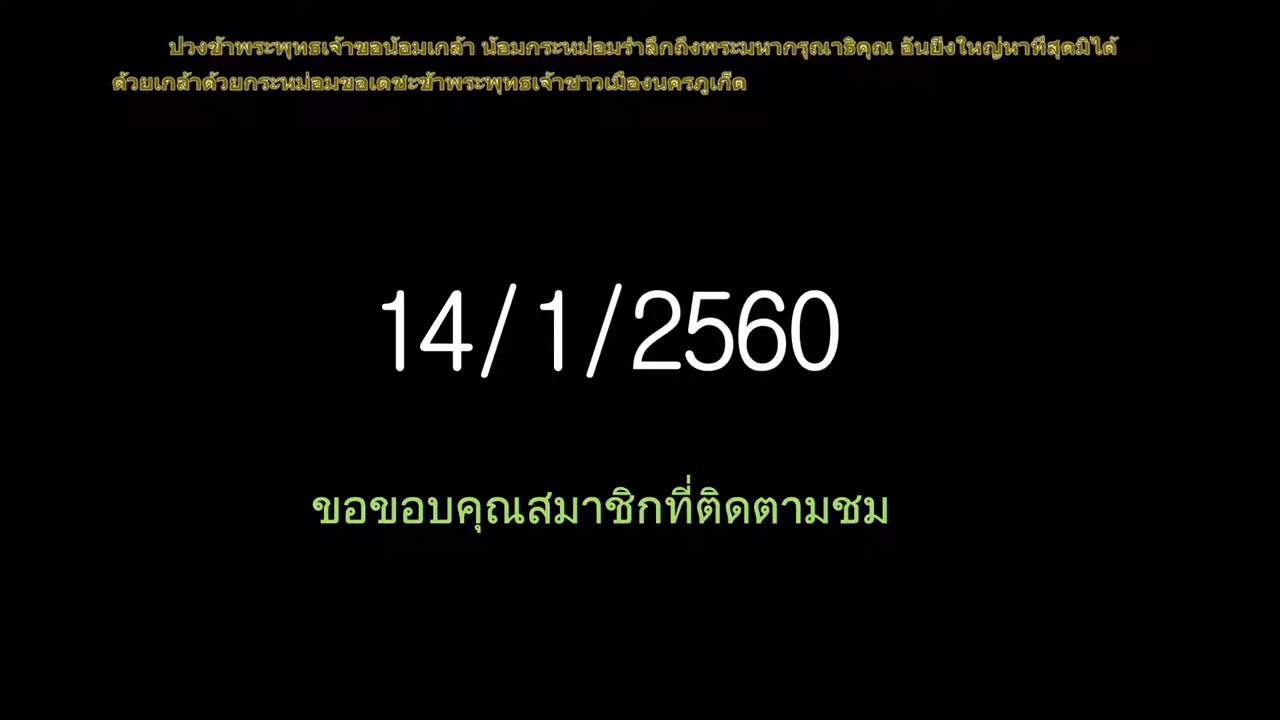 ปวงข้าพระพุทธเจ้าขอน้อมเกล้า น้อมกระหม่อมรำลึกถึงพระมหากรุณาธิคุณ อันยิ่งใหญ่หาที่สุดมิได้
ด้วยเกล้าด้วยกระหม่อมขอเดชะข้าพระพุทธเจ้าชาวเมืองนครภูเก็ต
14/1/2560
ขอขอบคุณสมาชิกที่ติดตามชม